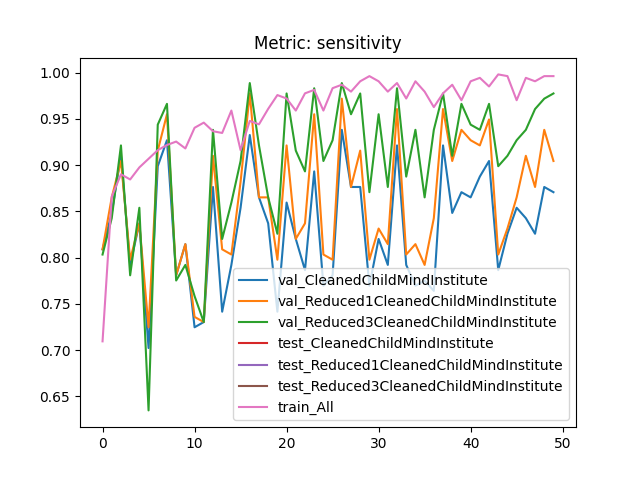 Metric: sensitivity
1.00
0.95
0.90
0.85
0.80
0.75
0.70
0.65
val_CleanedChildMindInstitute
val_Reduced1CleanedChildMindInstitute
val_Reduced3CleanedChildMindInstitute
test_CleanedChildMindInstitute
test_Reduced1CleanedChildMindInstitute
test_Reduced3CleanedChildMindInstitute
train_All
0 10 20 30 40 50